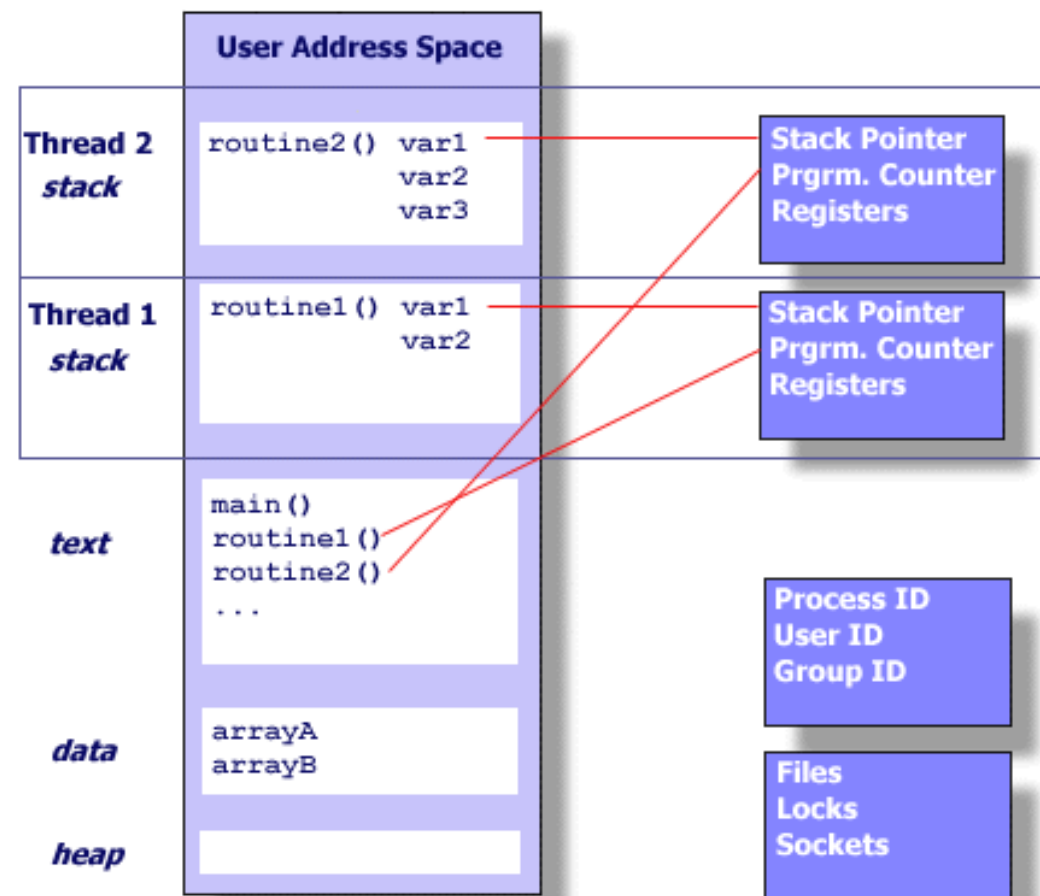 User Address Space
Thread 2
stack
routine2() var1
var2
var3
Stack Pointer
Prgrm. Counter
Registers
Thread 1
stack
routine1() var1
var2
Stack Pointer
Prgrm. Counter
Registers
text
main()
routine1()
routine2()
...
Process ID
User ID
Group ID
data
arrayA
arrayB
Files
Locks
Sockets
heap